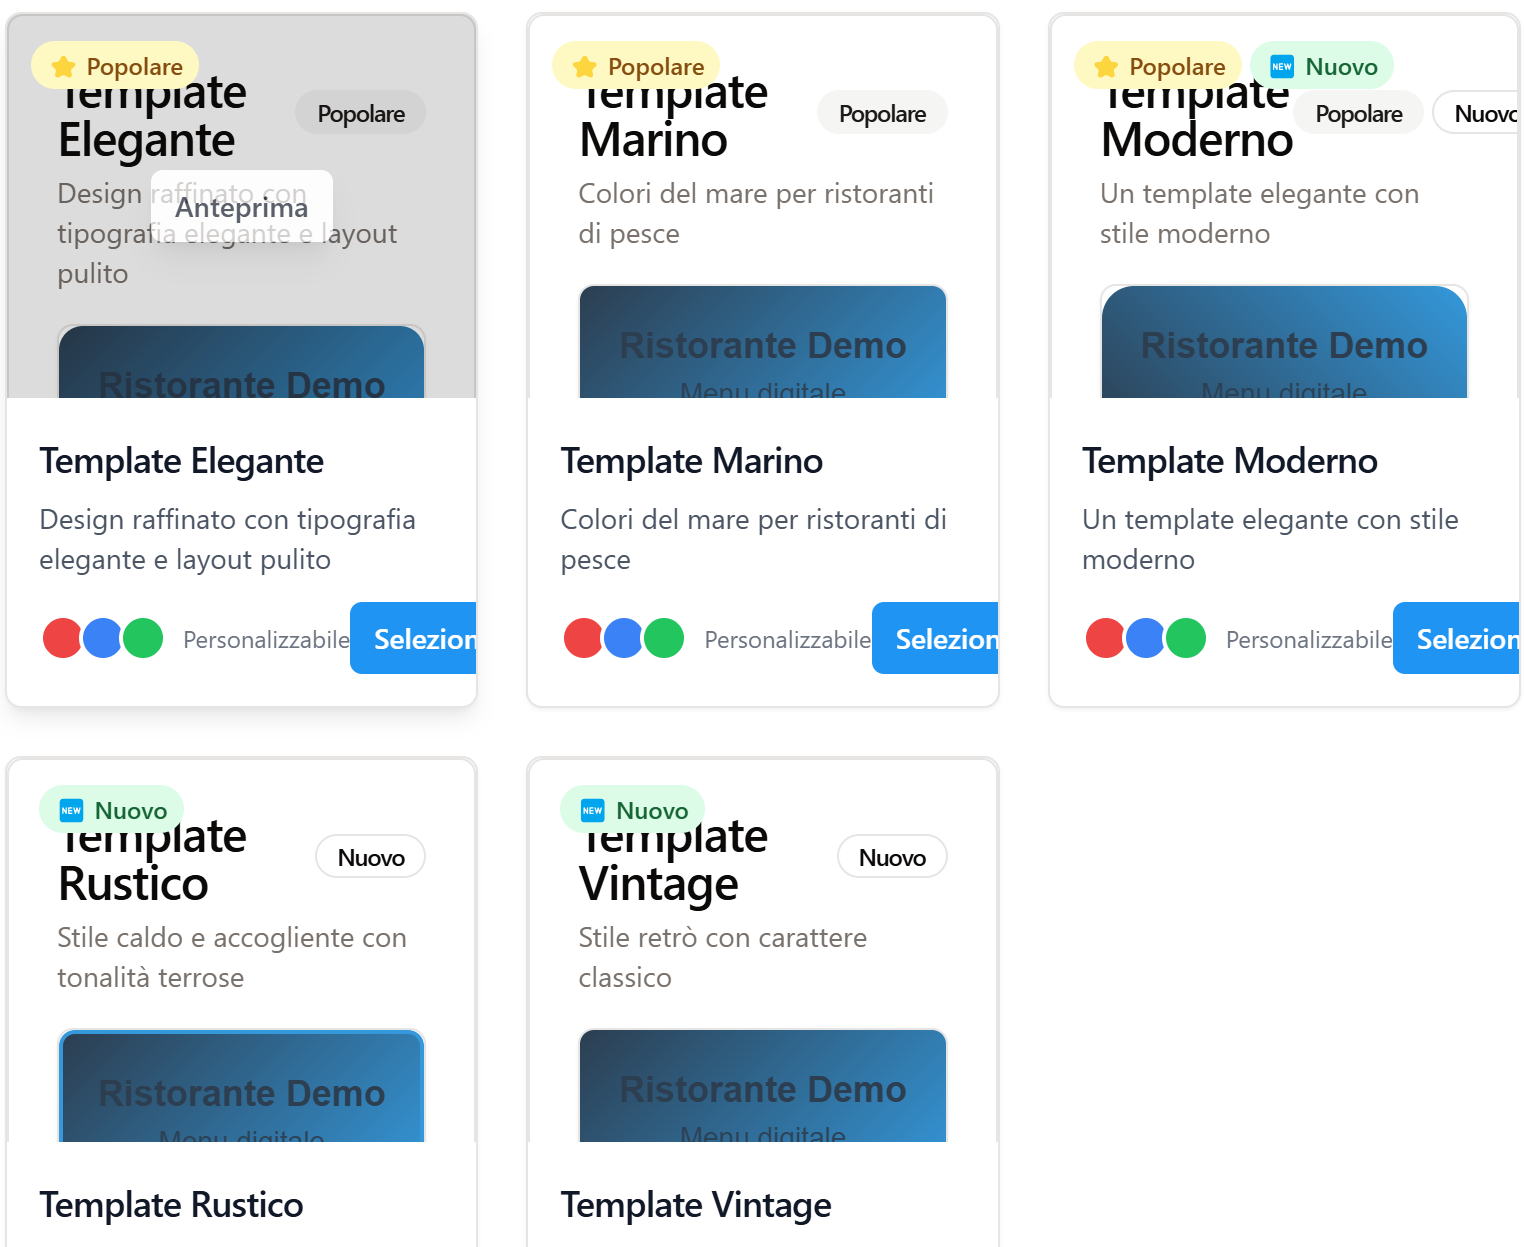 Popolare
Template
Elegante
Popolare
Design raffinato con
tipografia elegante e layout
pulito
Anteprima
Ristorante Demo
Template Elegante
Design raffinato con tipografia
elegante e layout pulito
Personalizzabile
Selezion
Popolare
Template
Marino
Popolare
Colori del mare per ristoranti
di pesce
Ristorante Demo
Menu digitale
Template Marino
Colori del mare per ristoranti di
pesce
Personalizzabile
Selezion
Popolare
NEW Nuovo
Template
Moderno
Popolare
Nuovo
Un template elegante con
stile moderno
Ristorante Demo
Menu digitale
Template Moderno
Un template elegante con stile
moderno
Personalizzabile
Selezion
NEW Nuovo
Template
Rustico
Nuovo
Stile caldo e accogliente con
tonalità terrose
Ristorante Demo
Menu digitale
Template Rustico
NEW Nuovo
Template
Vintage
Nuovo
Stile retrò con carattere
classico
Ristorante Demo
Menu digitale
Template Vintage